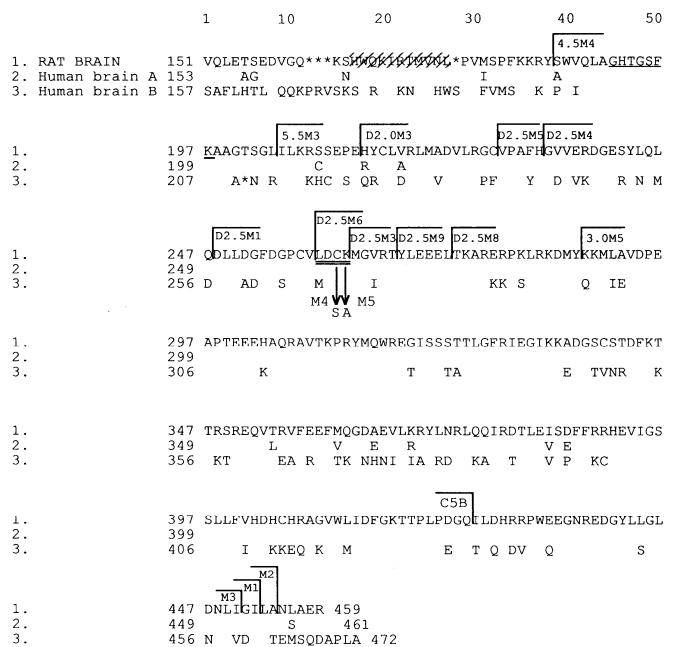 1 10 20 30 40 50
4.5M4
1. RAT BRAIN 151 VQLETSEDVGQ***KSHWQKIRTMVNL*PVMSPFKKRYSWVQLAGHTGSF
2. Human brain A 153 AG N I A
3. Human brain B 157 SAFLHTL QQKPRVSKS R KN HWS FVMS K P I
5.5M3 D2.0M3 D2.5M5 D2.5M4
1. 197 KAAGTSGLILKRSSEPEHYCLVRLMADVLRGCVPAFHGVVERDGESYLQL
2. 199 C R A
3. 207 A*N R KHC S QR D V PF Y D VK R N M
D2.5M1 D2.5M6 D2.5M3 D2.5M9 D2.5M8 3.0M5
1. 247 QDLLDGFDGPCVLDCKMGVRTYLEEELTKARERPKLRKDMYKKMLAVDPE
2. 249
3. 256 D AD S M I KK S Q IE
M4 M5
SA
1. 297 APTEEEHAQRAVTKPRYMQWREGISSSTTLGFRIEGIKKADGSCSTDFKT
2. 299
3. 306 K T TA E TVNR K
1. 347 TRSREQVTRVFEEFMQGDAEVLKRYLNRLQQIRDTLEISDFFRRHEVIGS
2. 349 L V E R V E
3. 356 KT EA R TK NHNI IA RD KA T V P KC
1. 397 SLLFVHDHCHRAGVWLIDFGKTTPLPDGQILDHRRPWEEGNREDGYLLGL
C5B
2. 399
3. 406 I KKEQ K M E T Q DV Q S
M3 M1 M2
1. 447 DNLIGILANLAER 459
2. 449 S 461
3. 456 N VD TEMSQDAPLA 472